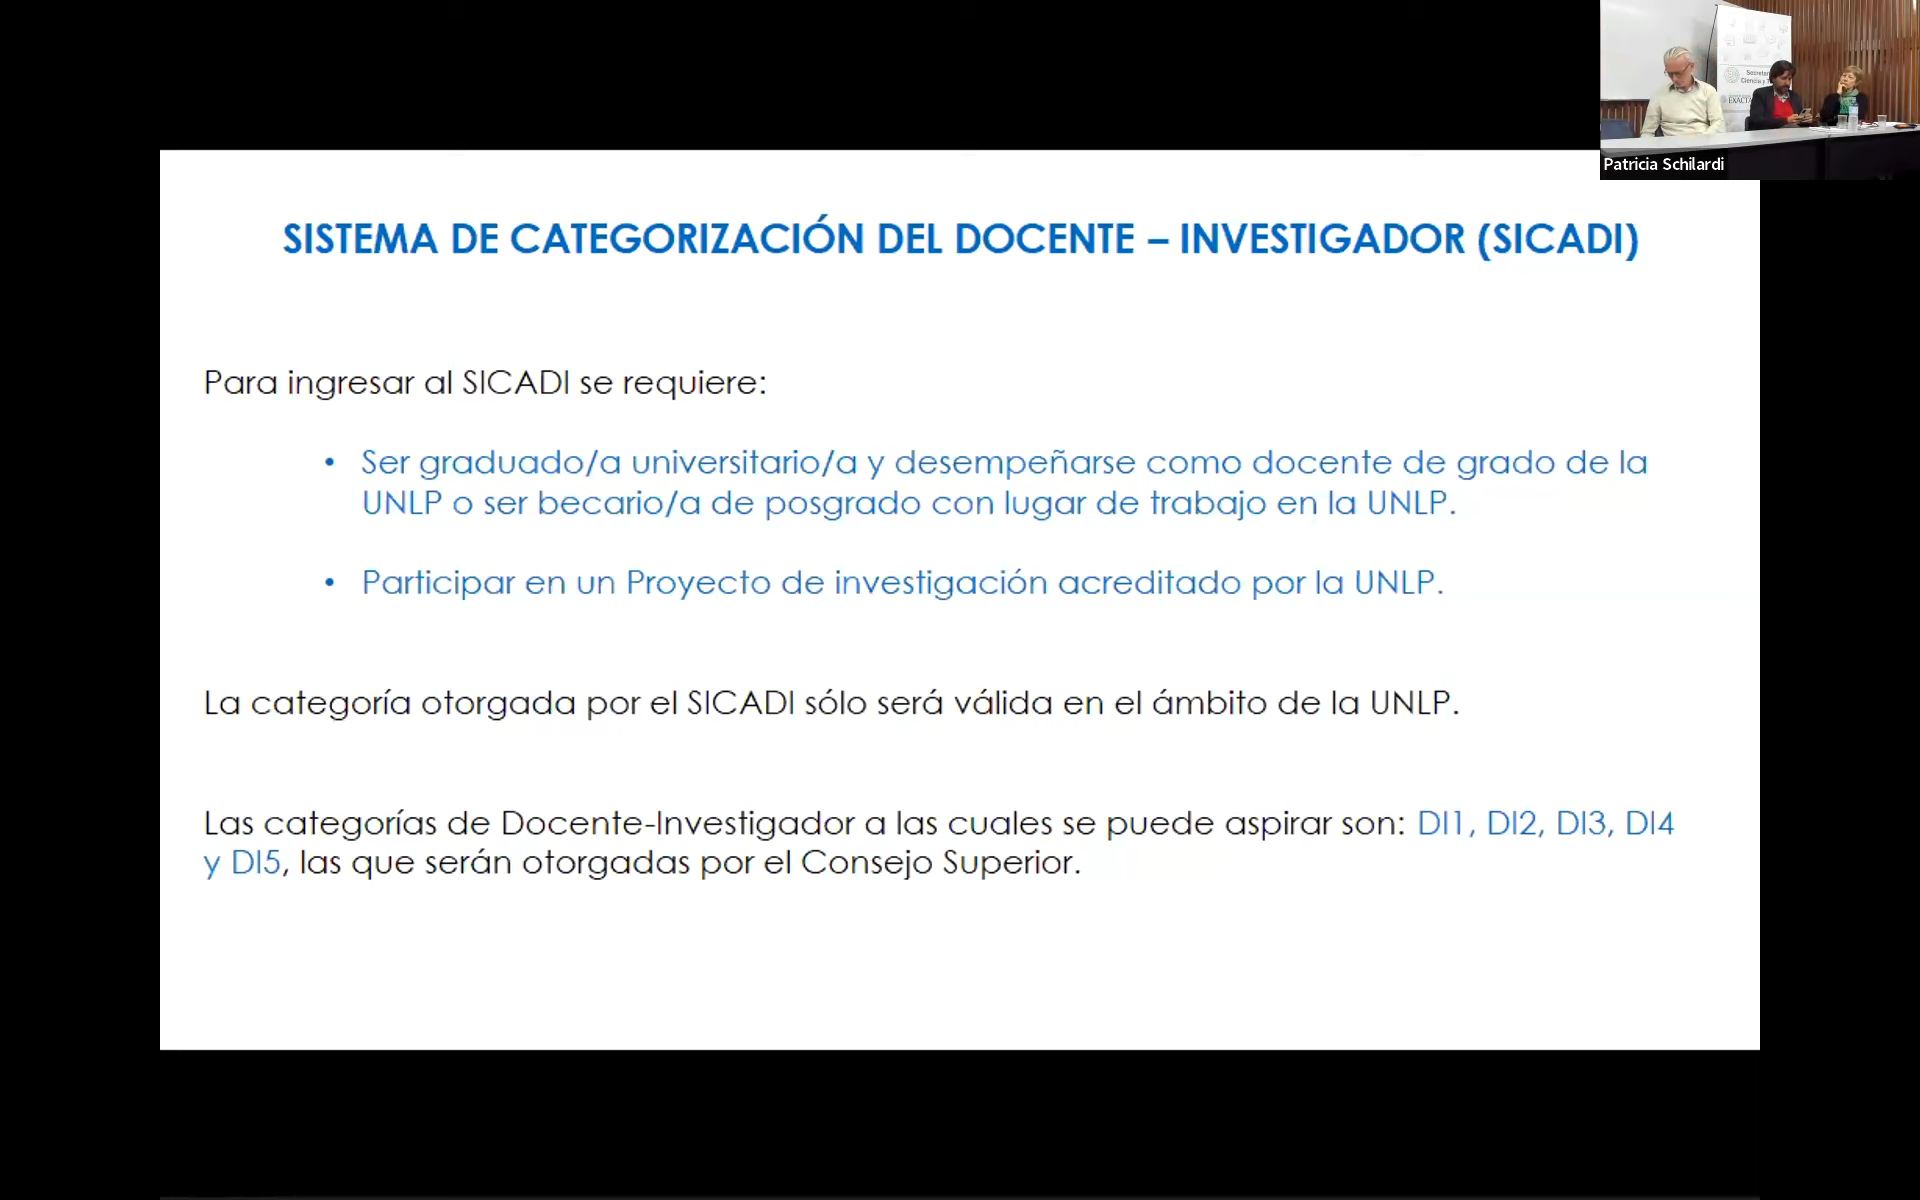 Secretar
Ciencia y T
EXACTA
Patricia Schilardi
SISTEMA DE CATEGORIZACIÓN DEL DOCENTE – INVESTIGADOR (SICADI)
Para ingresar al SICADI se requiere:
• Ser graduado/a universitario/a y desempeñarse como docente de grado de la
UNLP o ser becario/a de posgrado con lugar de trabajo en la UNLP.
• Participar en un Proyecto de investigación acreditado por la UNLP.
La categoría otorgada por el SICADI sólo será válida en el ámbito de la UNLP.
Las categorías de Docente-Investigador a las cuales se puede aspirar son: DI1, DI2, DI3, DI4
y DI5, las que serán otorgadas por el Consejo Superior.